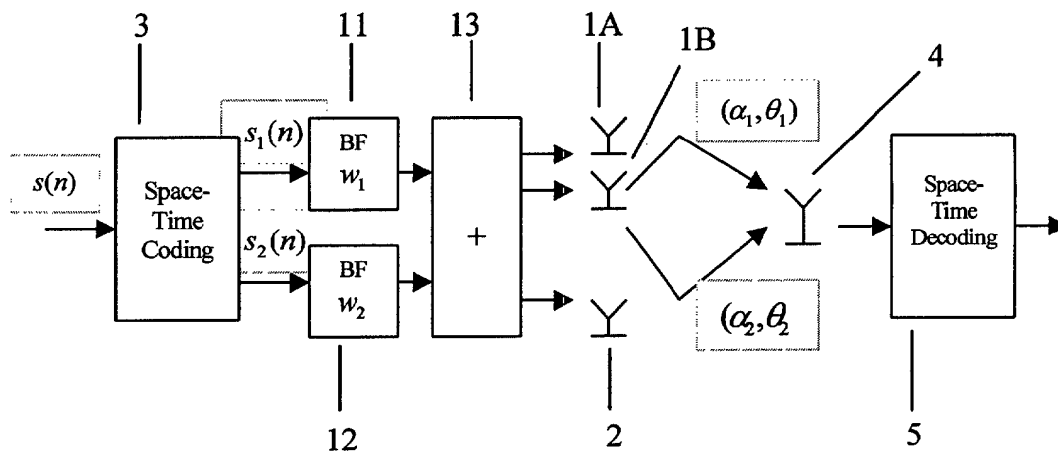 3
11
13
1A
1B
4
s(n)
Space-
Time
Coding
s₁(n)
s₂(n)
BF
w₁
BF
w₂
+
(α₁,θ₁)
(α₂,θ₂
Space-
Time
Decoding
12
2
5